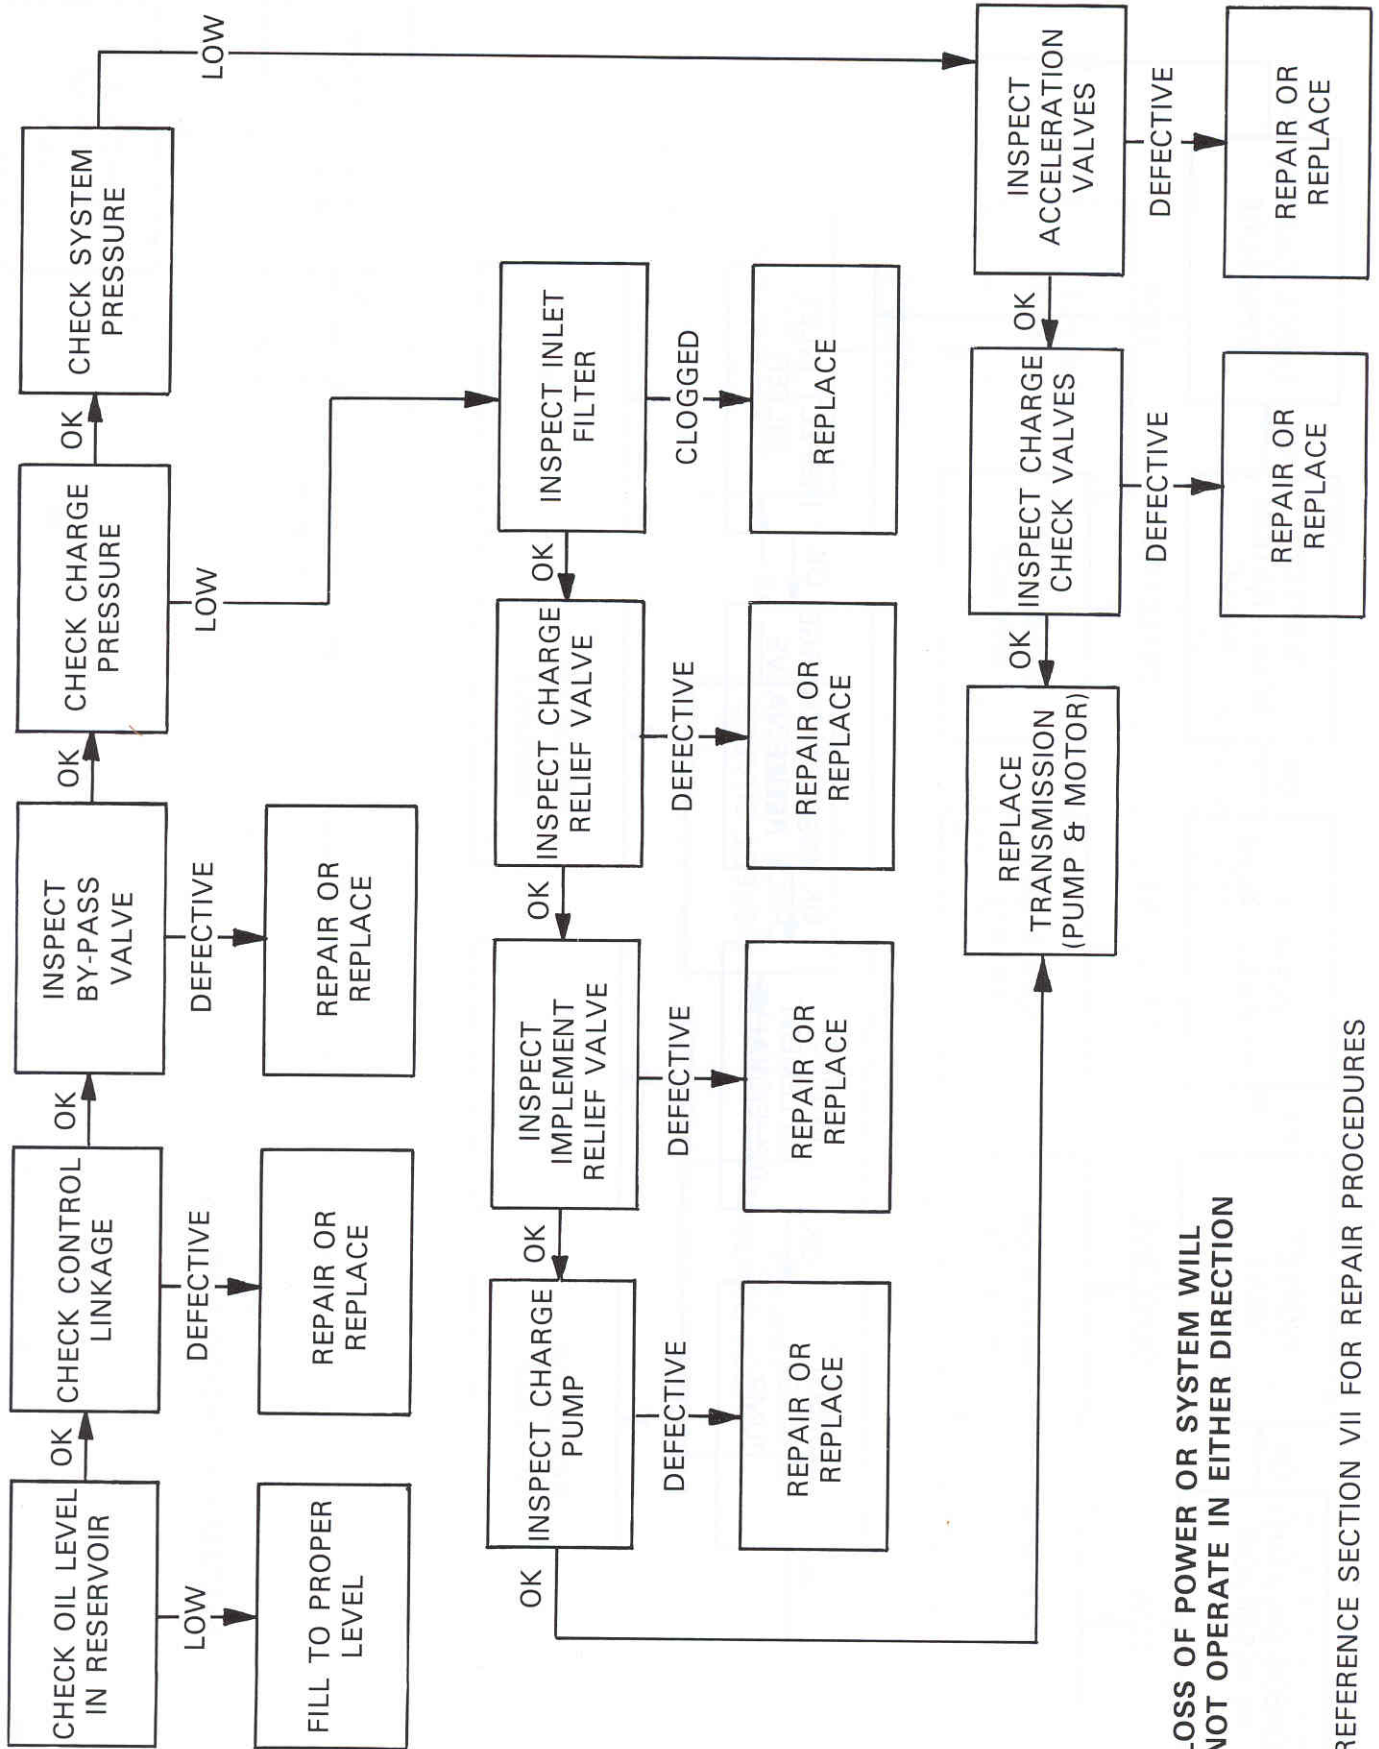 CHECK OIL LEVEL
IN RESERVOIR
OK
CHECK CONTROL
LINKAGE
OK
INSPECT
BY-PASS
VALVE
OK
CHECK CHARGE
PRESSURE
OK
CHECK SYSTEM
PRESSURE
LOW
LOW
FILL TO PROPER
LEVEL
DEFECTIVE
REPAIR OR
REPLACE
DEFECTIVE
REPAIR OR
REPLACE
LOW
INSPECT CHARGE
PUMP
OK
INSPECT
IMPLEMENT
RELIEF VALVE
OK
INSPECT CHARGE
RELIEF VALVE
OK
INSPECT INLET
FILTER
OK
DEFECTIVE
REPAIR OR
REPLACE
DEFECTIVE
REPAIR OR
REPLACE
DEFECTIVE
REPAIR OR
REPLACE
CLOGGED
REPLACE
REPLACE
TRANSMISSION
(PUMP & MOTOR)
OK
INSPECT CHARGE
CHECK VALVES
OK
INSPECT
ACCELERATION
VALVES
DEFECTIVE
REPAIR OR
REPLACE
DEFECTIVE
REPAIR OR
REPLACE
LOSS OF POWER OR SYSTEM WILL
NOT OPERATE IN EITHER DIRECTION
REFERENCE SECTION VII FOR REPAIR PROCEDURES